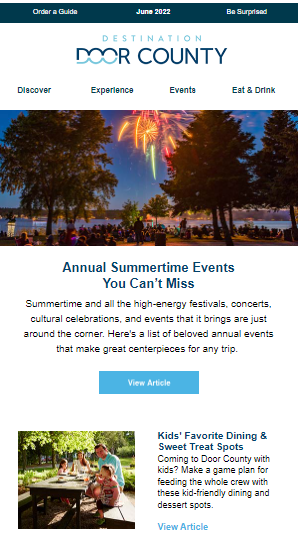 Order a Guide June 2022 Be Surprised
DESTINATION
DOOR COUNTY
Discover Experience Events Eat & Drink
Annual Summertime Events
You Can't Miss
Summertime and all the high-energy festivals, concerts,
cultural celebrations, and events that it brings are just
around the corner. Here's a list of beloved annual events
that make great centerpieces for any trip.
View Article
Kids' Favorite Dining &
Sweet Treat Spots
Coming to Door County with
kids? Make a game plan for
feeding the whole crew with
these kid-friendly dining and
dessert spots.
View Article